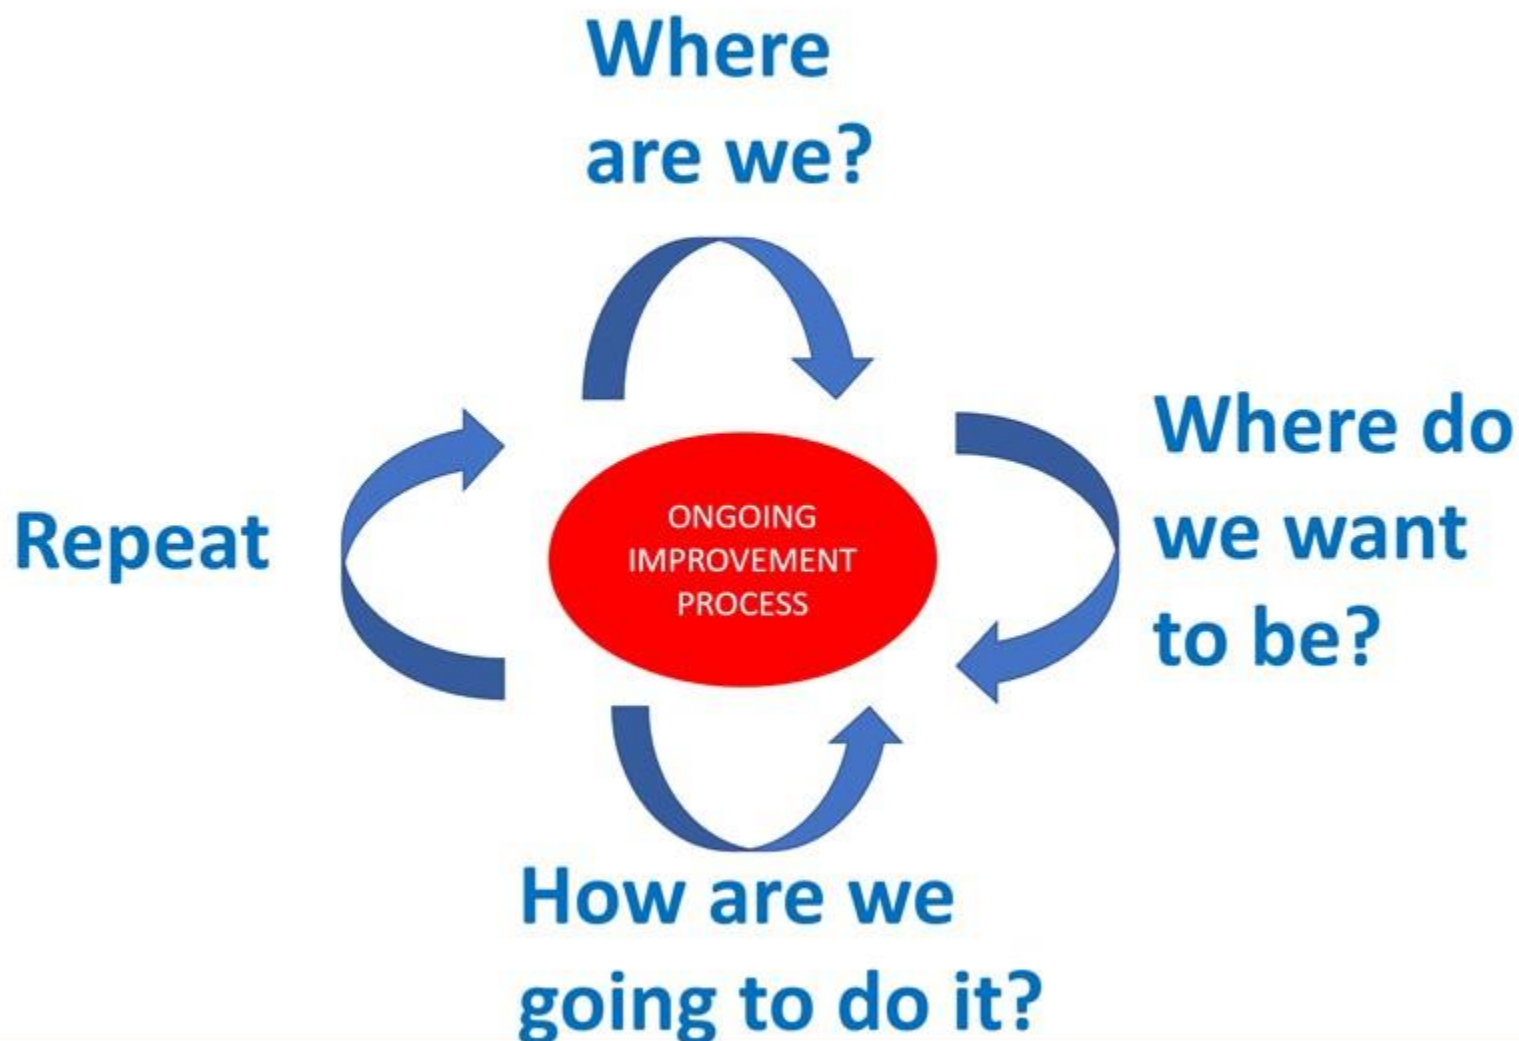 Where
are we?
Where do
we want
to be?
ONGOING
IMPROVEMENT
PROCESS
Repeat
How are we
going to do it?